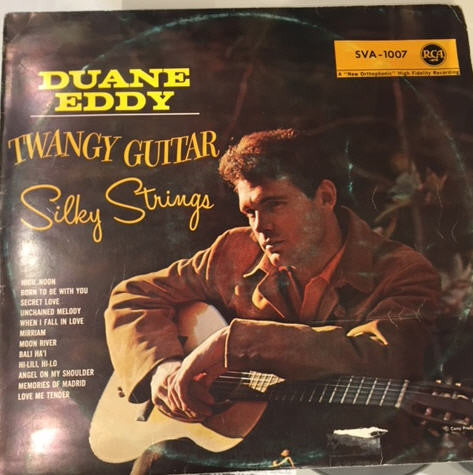 SVA-1007
RCA
A "New Orthophonic" High Fidelity Recording
DUANE
EDDY
TWANGY GUITAR
Silky Strings
HIGH NOON
BORN TO BE WITH YOU
SECRET LOVE
UNCHAINED MELODY
WHEN I FALL IN LOVE
MIRRIAM
MOON RIVER
BALI HA'I
HI-LILI, HI-LO
ANGEL ON MY SHOULDER
MEMORIES OF MADRID
LOVE ME TENDER